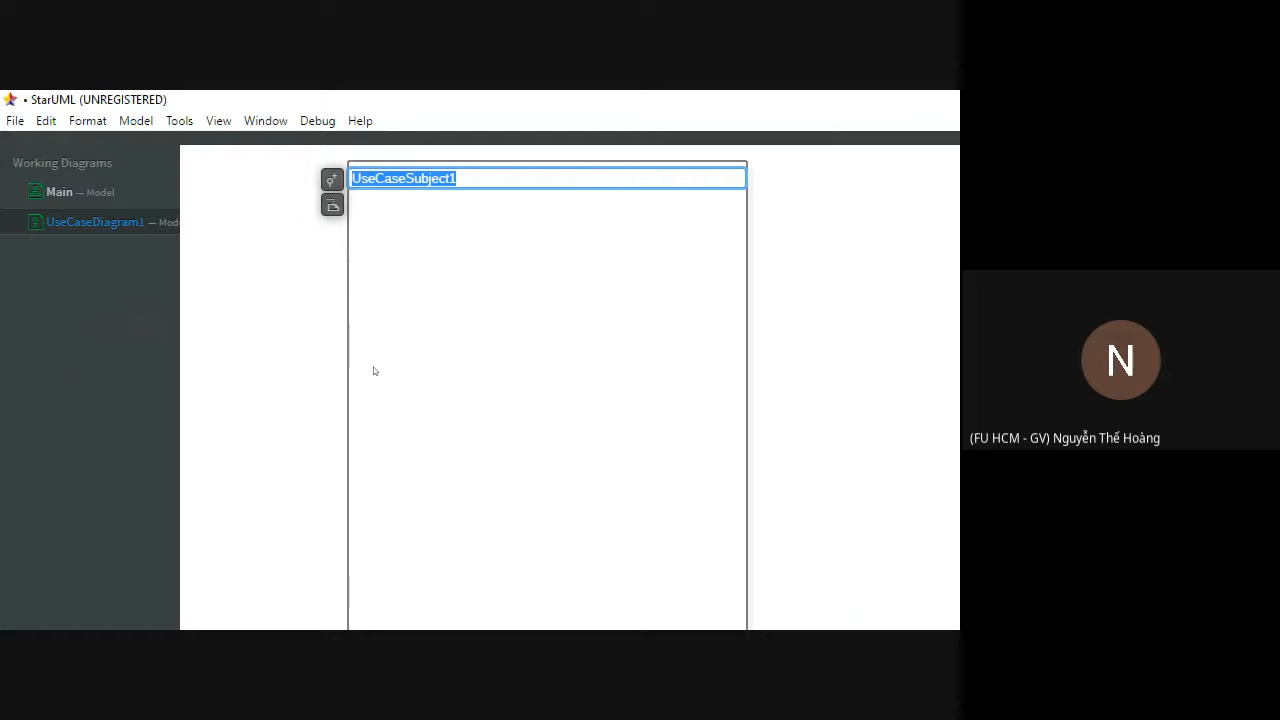 • StarUML (UNREGISTERED)
File Edit Format Model Tools View Window Debug Help
Working Diagrams
Main — Model
UseCaseDiagram1 — Mod
UseCaseSubject1
N
(FU HCM - GV) Nguyễn Thế Hoàng